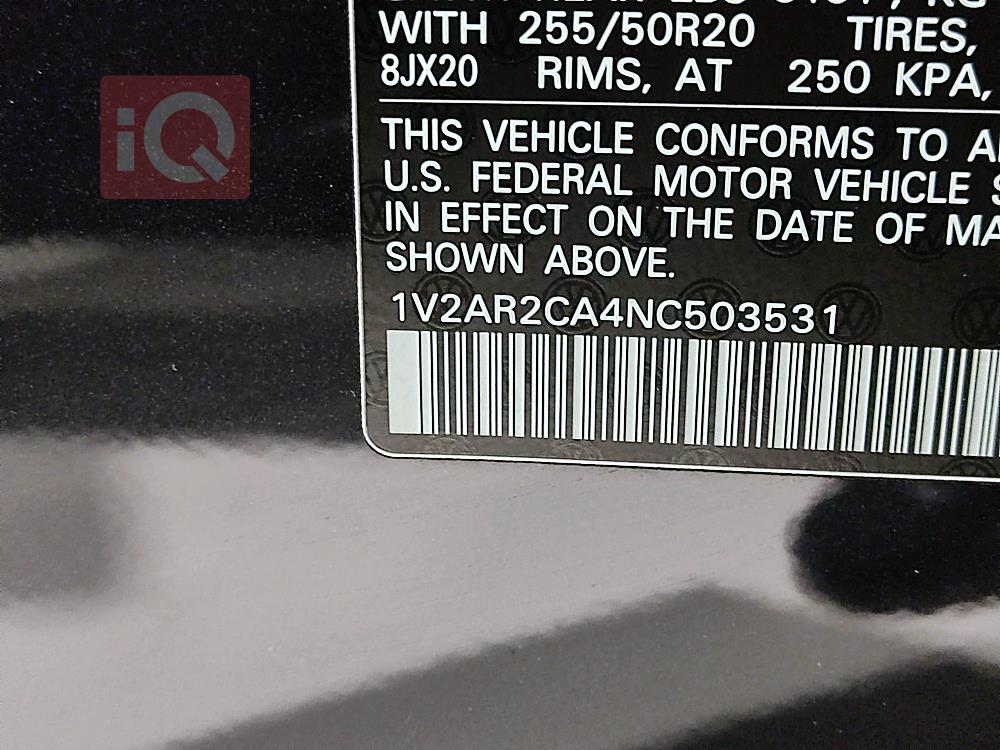 WITH 255/50R20 TIRES,
8JX20 RIMS, AT 250 KPA,
THIS VEHICLE CONFORMS TO
U.S. FEDERAL MOTOR VEHICLE S
IN EFFECT ON THE DATE OF MA
SHOWN ABOVE.
1V2AR2CA4NC503531
iQ